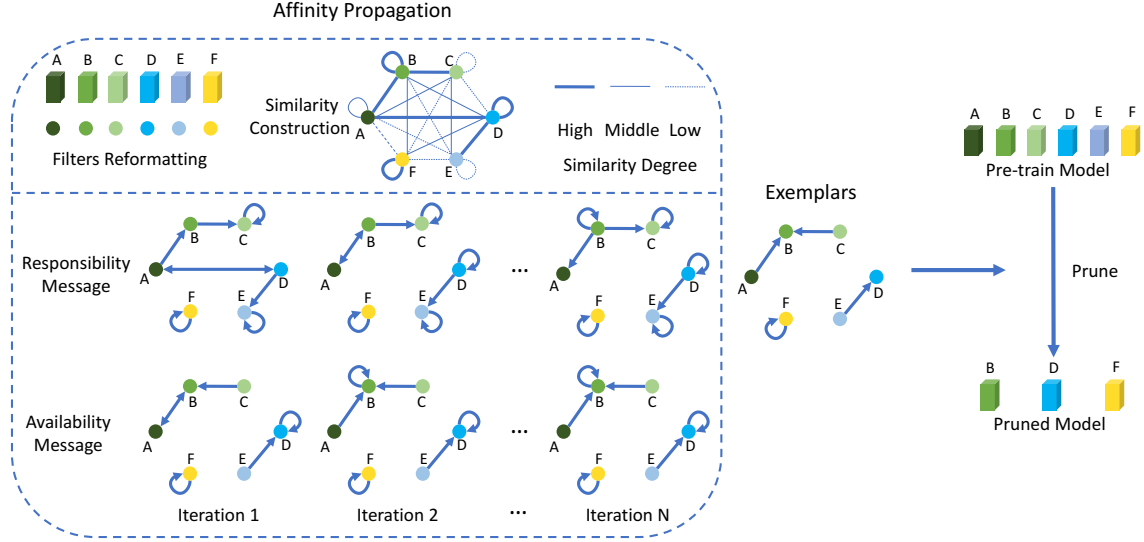 Affinity Propagation
A B C D E F
Filters Reformatting
Similarity
Construction
B
C
A
D
F
E
High Middle Low
Similarity Degree
Responsibility
Message
B
C
A
D
F
E
B
C
A
D
F
E
...
B
C
A
D
F
E
Availability
Message
B
C
A
D
F
E
B
C
A
D
F
E
...
B
C
A
D
F
E
Iteration 1
Iteration 2
...
Iteration N
Exemplars
B
C
A
D
F
E
A B C D E F
Pre-train Model
Prune
B D F
Pruned Model